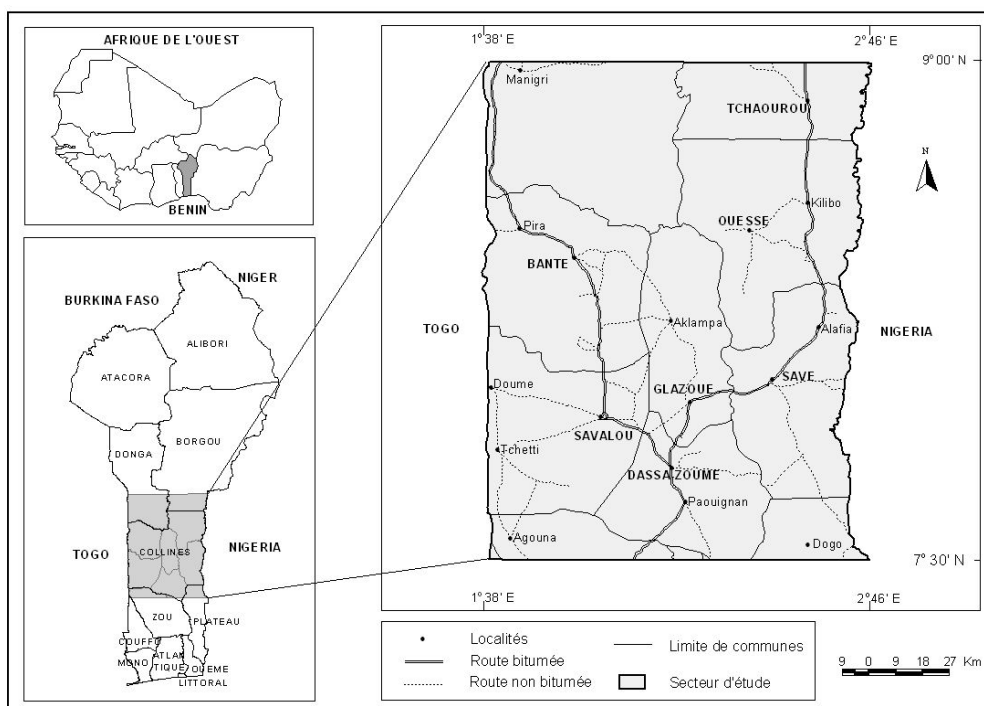 AFRIQUE DE L'OUEST
BENIN
BURKINA FASO
NIGER
ALIBORI
ATACORA
BORGOU
DONGA
TOGO
NIGERIA
COLLINES
ZOU
PLATEAU
COUFFO
MONO
ATLAN
TIQUE
OUEME
LITTORAL
1°38' E
2°46' E
9°00' N
Manigri
TCHAOUROU
N
Kilibo
OUESSE
Pira
BANTE
TOGO
Aklampa
Alafia
NIGERIA
Doume
GLAZOUE
SAVE
SAVALOU
Tchetti
DASSA ZOUME
Paouignan
Agouna
Dogo
7°30' N
1°38' E
2°46' E
Localités
Limite de communes
Route bitumée
Route non bitumée
Secteur d'étude
9 0 9 18 27 Km